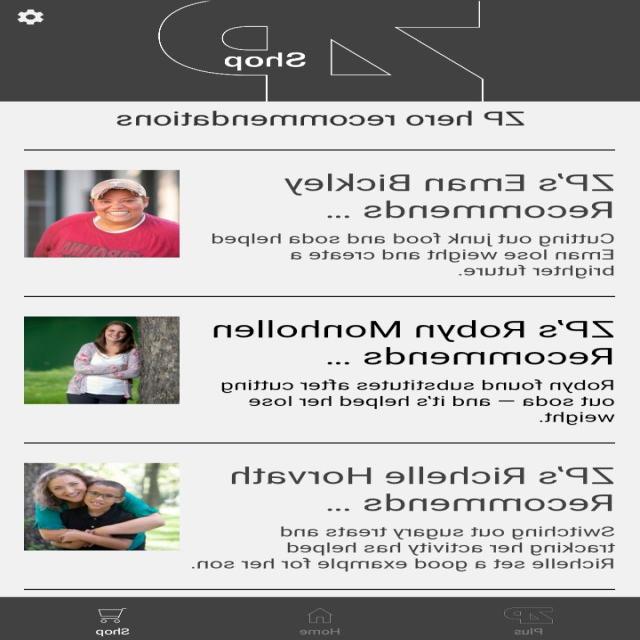 ZP
Shop
ZP hero recommendations
ZP's Eman Bickley
Recommends ...
Cutting out junk food and soda helped
Eman lose weight and create a
brighter future.
ZP's Robyn Monhollen
Recommends ...
Robyn found substitutes after cutting
out soda — and it's helped her lose
weight.
ZP's Richelle Horvath
Recommends ...
Switching out sugary treats and
tracking her activity has helped
Richelle set a good example for her son.
ZP
Plus
Home
Shop